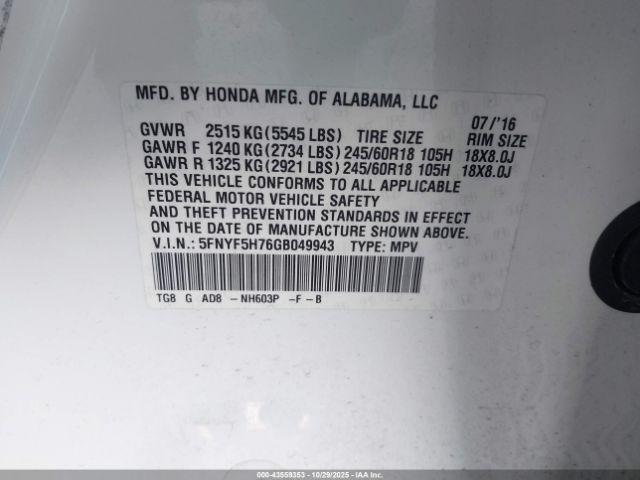 MFD. BY HONDA MFG. OF ALABAMA, LLC
07/'16
GVWR 2515 KG(5545 LBS) TIRE SIZE RIM SIZE
GAWR F 1240 KG(2734 LBS) 245/60R18 105H 18X8.0J
GAWR R 1325 KG(2921 LBS) 245/60R18 105H 18X8.0J
THIS VEHICLE CONFORMS TO ALL APPLICABLE
FEDERAL MOTOR VEHICLE SAFETY
AND THEFT PREVENTION STANDARDS IN EFFECT
ON THE DATE OF MANUFACTURE SHOWN ABOVE.
V.I.N.: 5FNYF5H76GB049943 TYPE: MPV
TG8 G AD8 -NH603P -F-B
000-43559353 | 10/29/2025 | IAA Inc.